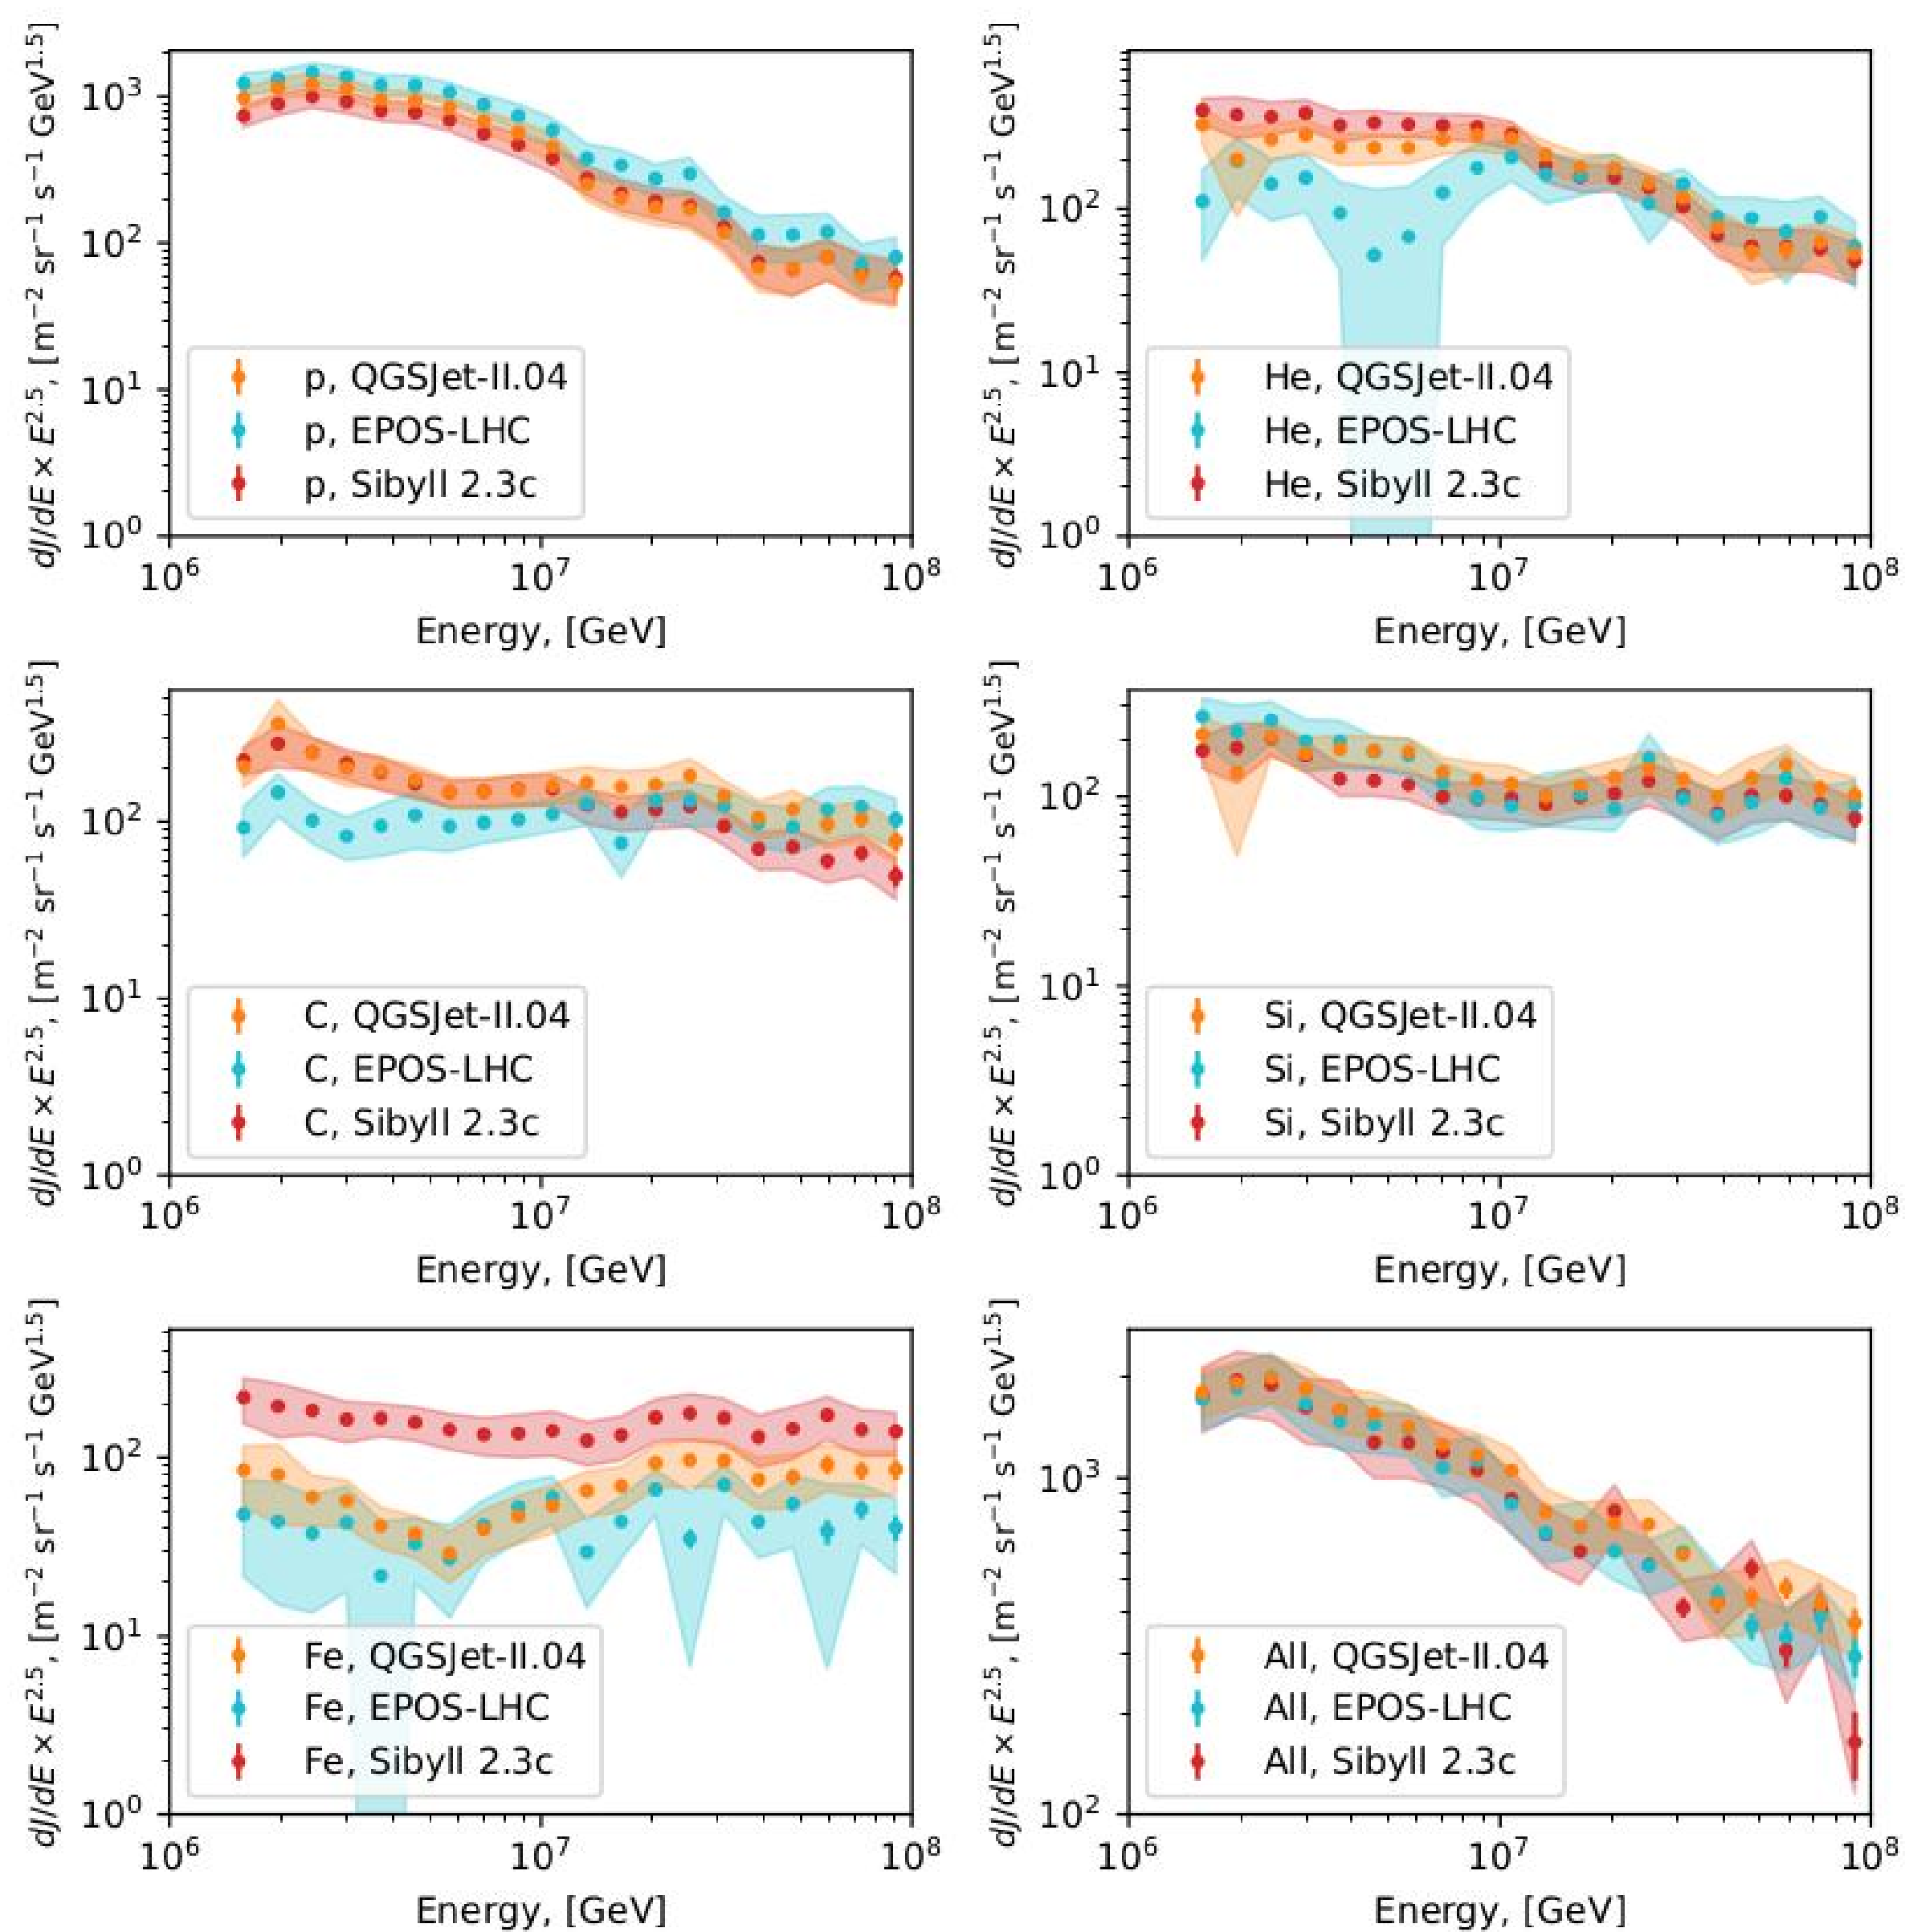 dJ/dE × E^2.5, [m^−2 sr^−1 s^−1 GeV^1.5]
10^3
10^2
10^1
10^0
p, QGSJet-II.04
p, EPOS-LHC
p, Sibyll 2.3c
10^6 10^7 10^8
Energy, [GeV]
dJ/dE × E^2.5, [m^−2 sr^−1 s^−1 GeV^1.5]
10^2
10^1
10^0
He, QGSJet-II.04
He, EPOS-LHC
He, Sibyll 2.3c
10^6 10^7 10^8
Energy, [GeV]
dJ/dE × E^2.5, [m^−2 sr^−1 s^−1 GeV^1.5]
10^2
10^1
10^0
C, QGSJet-II.04
C, EPOS-LHC
C, Sibyll 2.3c
10^6 10^7 10^8
Energy, [GeV]
dJ/dE × E^2.5, [m^−2 sr^−1 s^−1 GeV^1.5]
10^2
10^1
10^0
Si, QGSJet-II.04
Si, EPOS-LHC
Si, Sibyll 2.3c
10^6 10^7 10^8
Energy, [GeV]
dJ/dE × E^2.5, [m^−2 sr^−1 s^−1 GeV^1.5]
10^2
10^1
10^0
Fe, QGSJet-II.04
Fe, EPOS-LHC
Fe, Sibyll 2.3c
10^6 10^7 10^8
Energy, [GeV]
dJ/dE × E^2.5, [m^−2 sr^−1 s^−1 GeV^1.5]
10^3
10^2
All, QGSJet-II.04
All, EPOS-LHC
All, Sibyll 2.3c
10^6 10^7 10^8
Energy, [GeV]